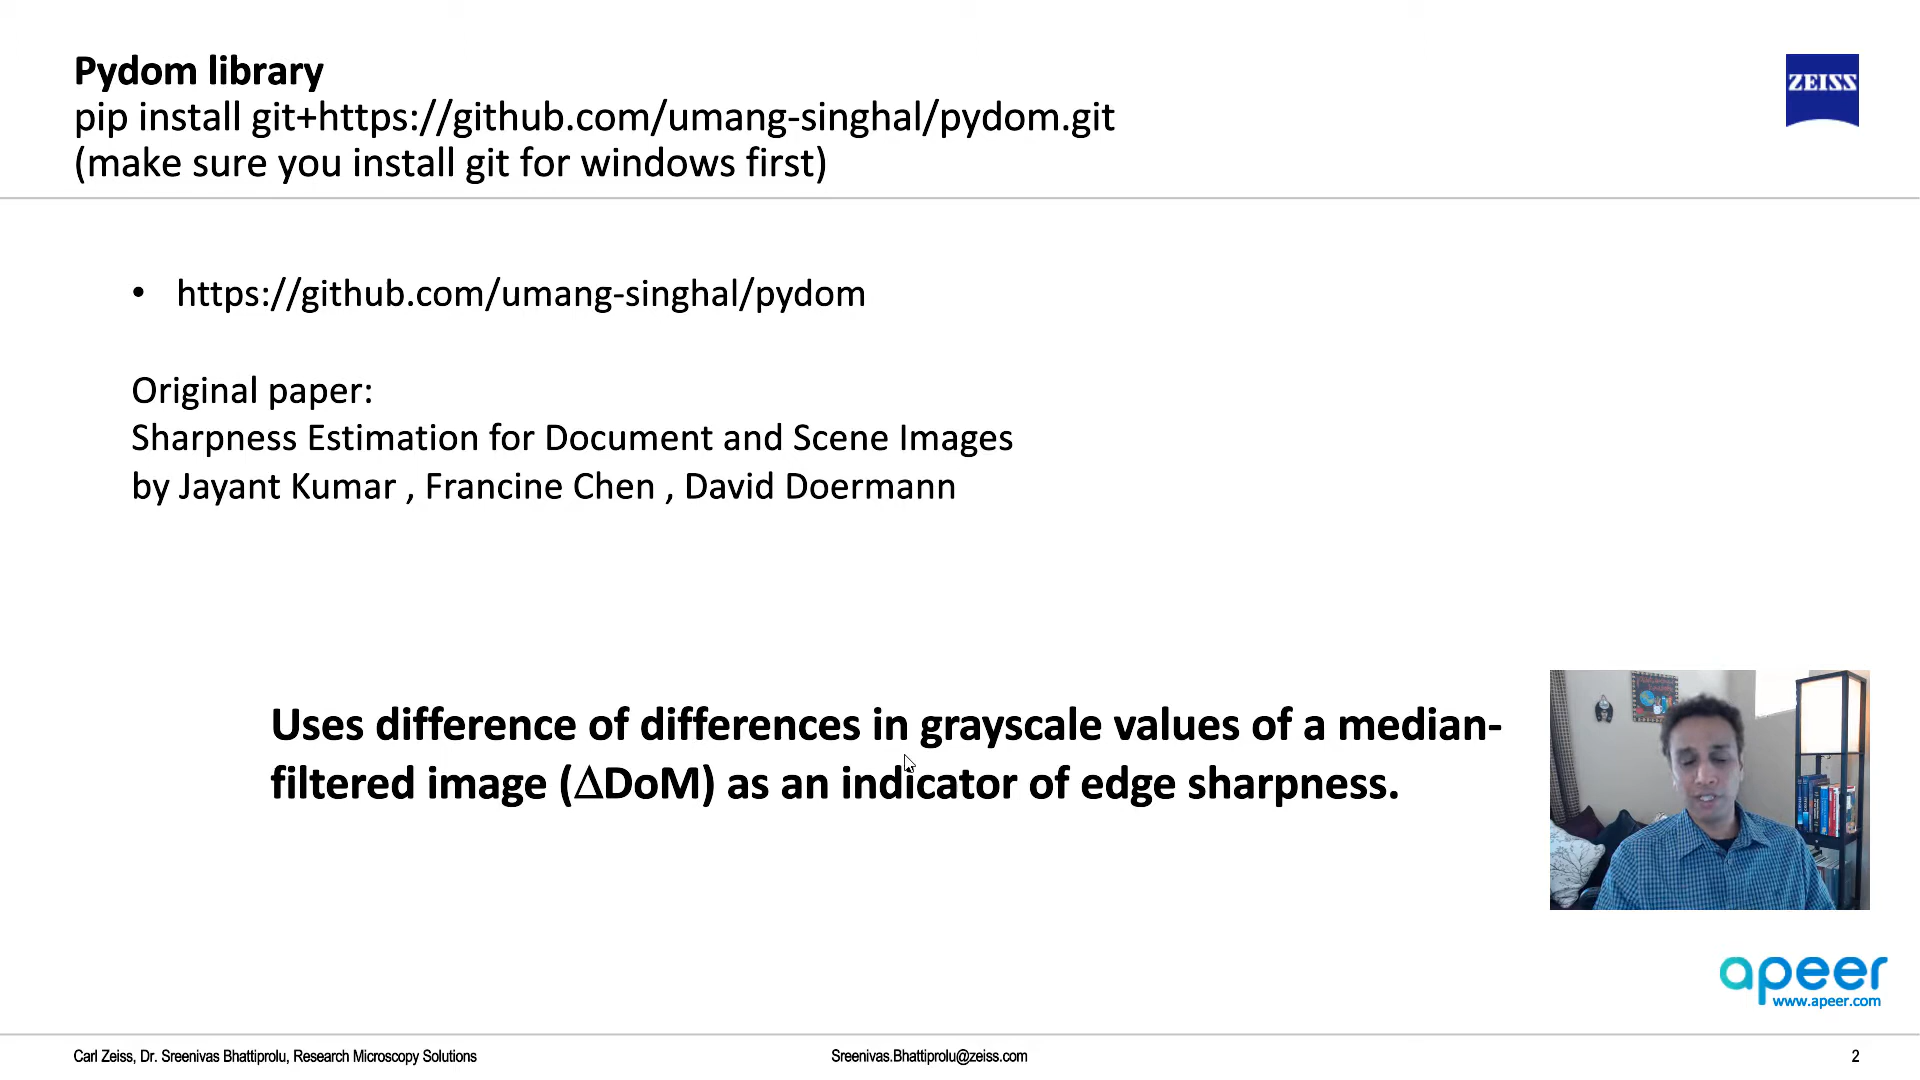 Pydom library
pip install git+https://github.com/umang-singhal/pydom.git
(make sure you install git for windows first)
ZEISS
• https://github.com/umang-singhal/pydom
Original paper:
Sharpness Estimation for Document and Scene Images
by Jayant Kumar , Francine Chen , David Doermann
Uses difference of differences in grayscale values of a median-
filtered image (ΔDoM) as an indicator of edge sharpness.
apeer
www.apeer.com
Carl Zeiss, Dr. Sreenivas Bhattiprolu, Research Microscopy Solutions
Sreenivas.Bhattiprolu@zeiss.com
2